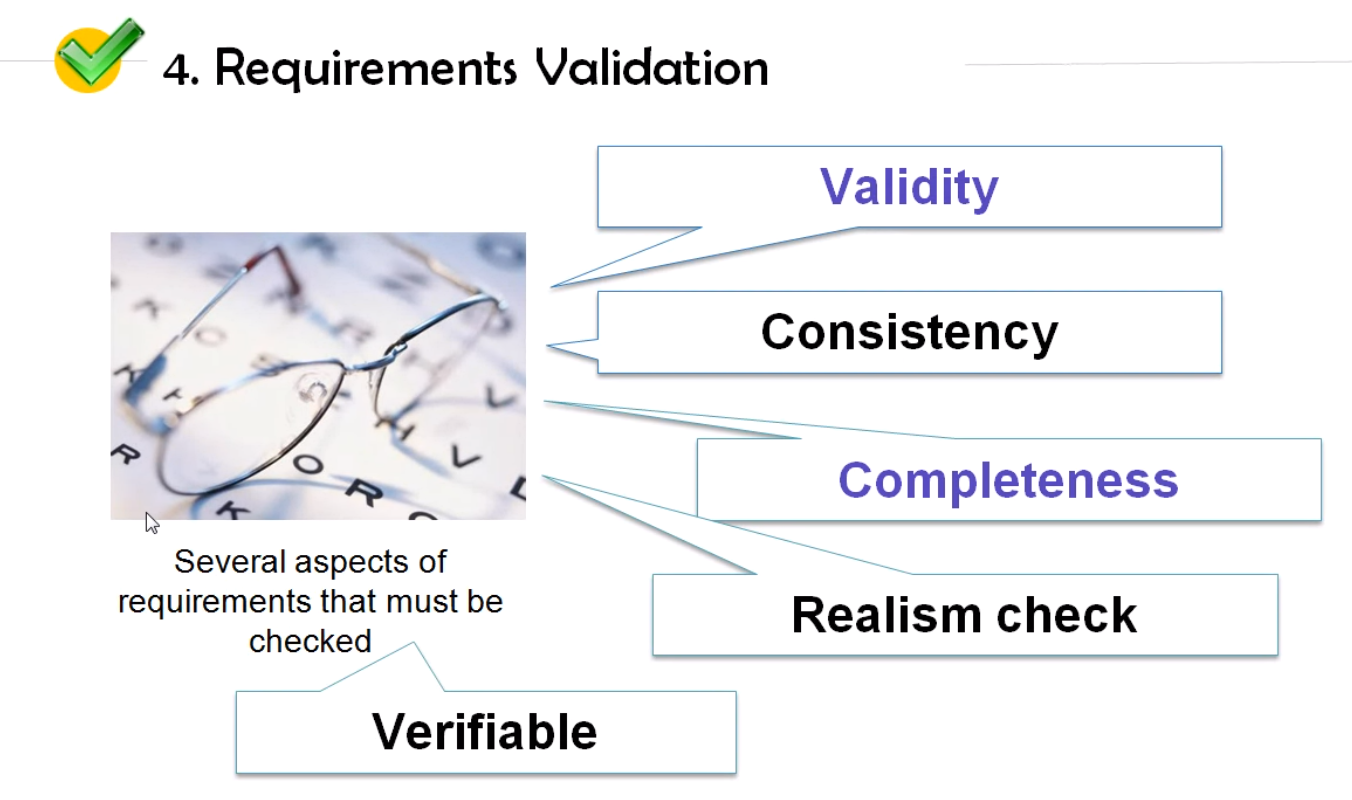 4. Requirements Validation
Validity
Consistency
Completeness
Realism check
Several aspects of
requirements that must be
checked
Verifiable